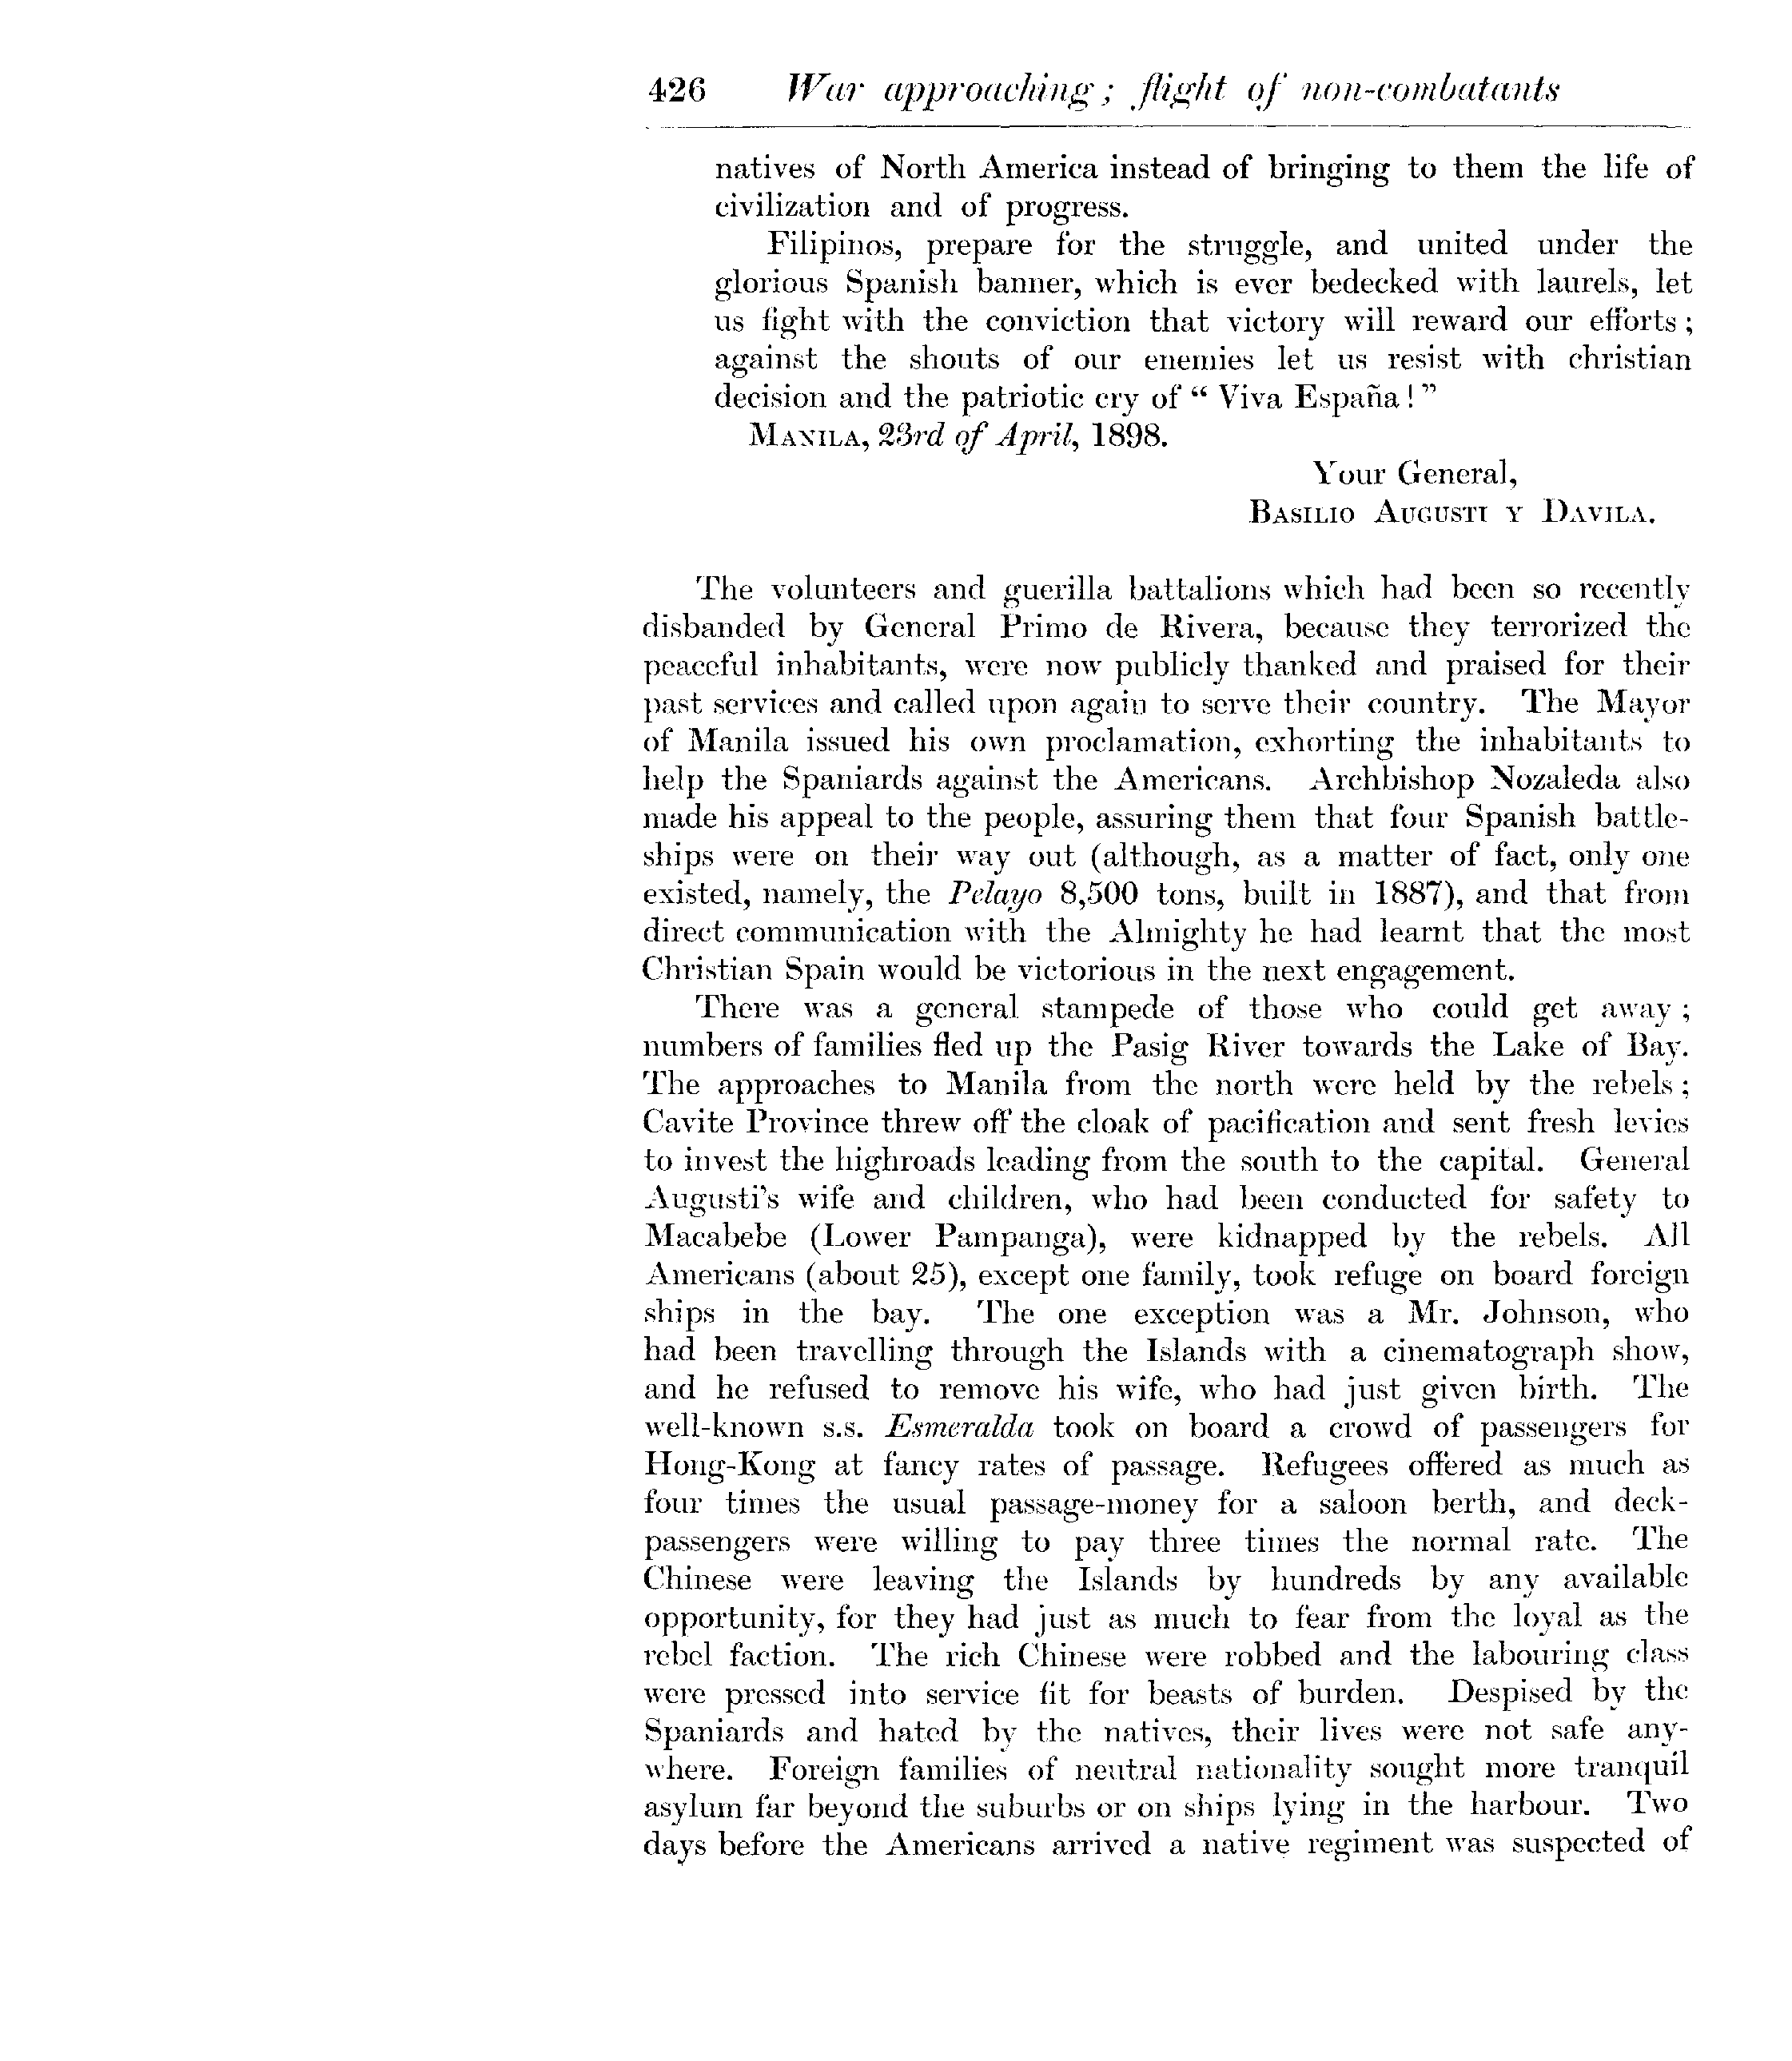 426 War approaching; flight of non-combatants
natives of North America instead of bringing to them the life of
civilization and of progress.
Filipinos, prepare for the struggle, and united under the
glorious Spanish banner, which is ever bedecked with laurels, let
us fight with the conviction that victory will reward our efforts;
against the shouts of our enemies let us resist with christian
decision and the patriotic cry of “ Viva España! ”
MANILA, 23rd of April, 1898.
Your General,
BASILIO AUGUSTI Y DAVILA.
The volunteers and guerilla battalions which had been so recently
disbanded by General Primo de Rivera, because they terrorized the
peaceful inhabitants, were now publicly thanked and praised for their
past services and called upon again to serve their country. The Mayor
of Manila issued his own proclamation, exhorting the inhabitants to
help the Spaniards against the Americans. Archbishop Nozaleda also
made his appeal to the people, assuring them that four Spanish battle-
ships were on their way out (although, as a matter of fact, only one
existed, namely, the Pelayo 8,500 tons, built in 1887), and that from
direct communication with the Almighty he had learnt that the most
Christian Spain would be victorious in the next engagement.
There was a general stampede of those who could get away;
numbers of families fled up the Pasig River towards the Lake of Bay.
The approaches to Manila from the north were held by the rebels;
Cavite Province threw off the cloak of pacification and sent fresh levies
to invest the highroads leading from the south to the capital. General
Augusti's wife and children, who had been conducted for safety to
Macabebe (Lower Pampanga), were kidnapped by the rebels. All
Americans (about 25), except one family, took refuge on board foreign
ships in the bay. The one exception was a Mr. Johnson, who
had been travelling through the Islands with a cinematograph show,
and he refused to remove his wife, who had just given birth. The
well-known s.s. Esmeralda took on board a crowd of passengers for
Hong-Kong at fancy rates of passage. Refugees offered as much as
four times the usual passage-money for a saloon berth, and deck-
passengers were willing to pay three times the normal rate. The
Chinese were leaving the Islands by hundreds by any available
opportunity, for they had just as much to fear from the loyal as the
rebel faction. The rich Chinese were robbed and the labouring class
were pressed into service fit for beasts of burden. Despised by the
Spaniards and hated by the natives, their lives were not safe any-
where. Foreign families of neutral nationality sought more tranquil
asylum far beyond the suburbs or on ships lying in the harbour. Two
days before the Americans arrived a native regiment was suspected of